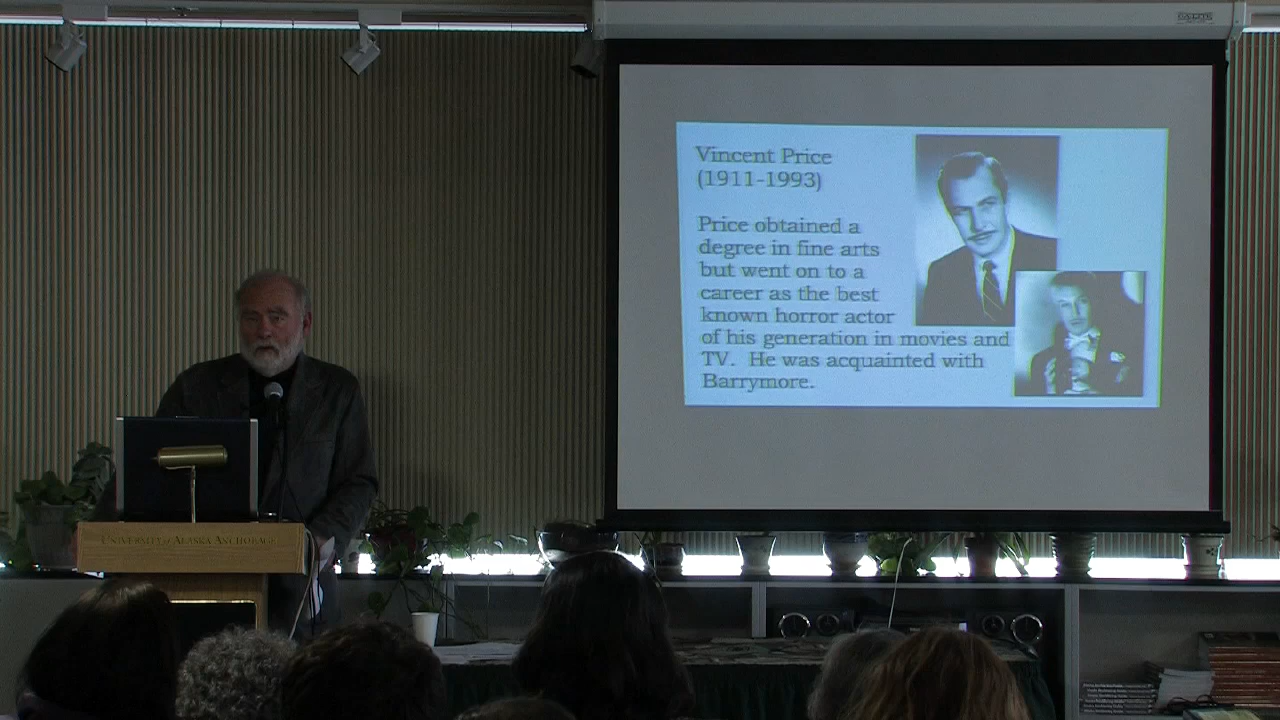 Vincent Price
(1911-1993)
Price obtained a
degree in fine arts
but went on to a
career as the best
known horror actor
of his generation in movies and
TV. He was acquainted with
Barrymore.
UNIVERSITY of ALASKA ANCHORAGE